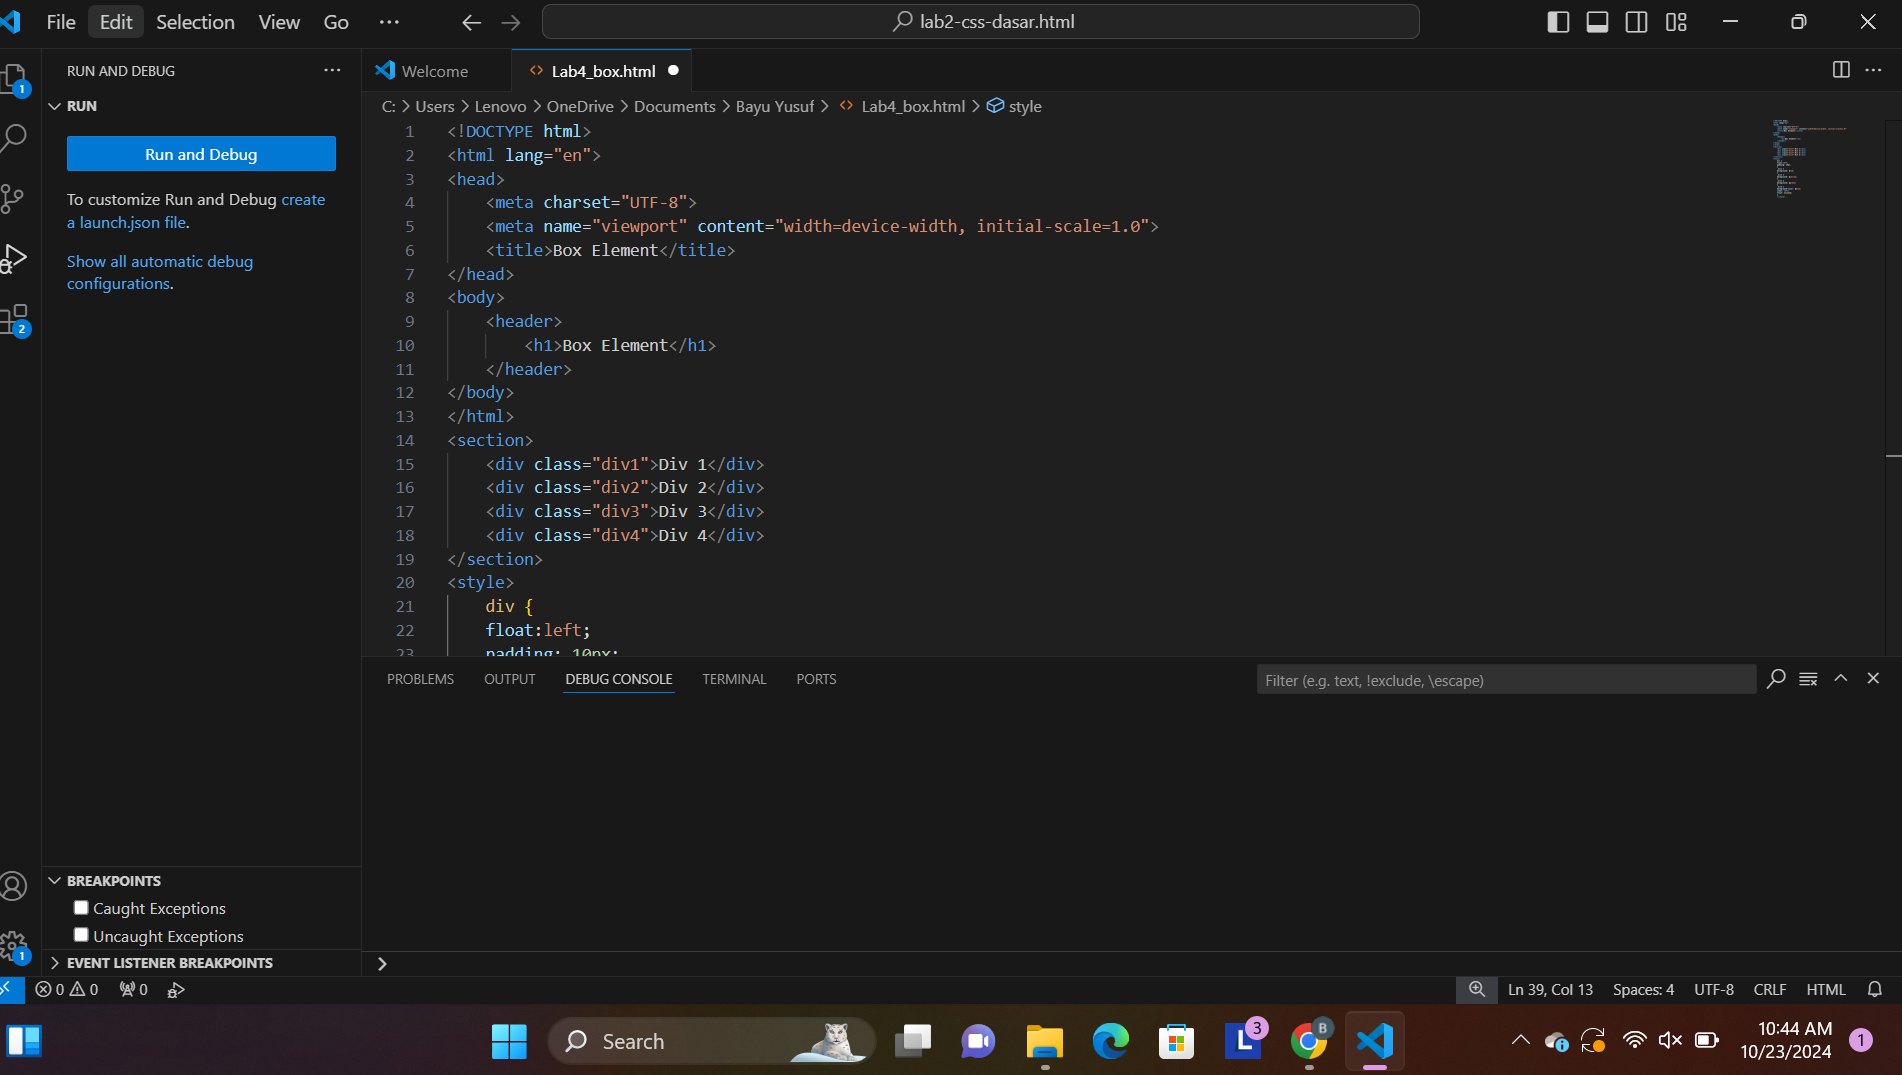 File Edit Selection View Go ··· lab2-css-dasar.html
RUN AND DEBUG ···
RUN
Run and Debug
To customize Run and Debug create
a launch.json file.
Show all automatic debug
configurations.
1
2
BREAKPOINTS
Caught Exceptions
Uncaught Exceptions
EVENT LISTENER BREAKPOINTS
1
Welcome Lab4_box.html
C: > Users > Lenovo > OneDrive > Documents > Bayu Yusuf > Lab4_box.html > style
1 <!DOCTYPE html>
2 <html lang="en">
3 <head>
4 <meta charset="UTF-8">
5 <meta name="viewport" content="width=device-width, initial-scale=1.0">
6 <title>Box Element</title>
7 </head>
8 <body>
9 <header>
10 <h1>Box Element</h1>
11 </header>
12 </body>
13 </html>
14 <section>
15 <div class="div1">Div 1</div>
16 <div class="div2">Div 2</div>
17 <div class="div3">Div 3</div>
18 <div class="div4">Div 4</div>
19 </section>
20 <style>
21 div {
22 float:left;
23 padding: 10px;
PROBLEMS OUTPUT DEBUG CONSOLE TERMINAL PORTS Filter (e.g. text, !exclude, \escape)
0 0 0 Ln 39, Col 13 Spaces: 4 UTF-8 CRLF HTML
Search 3 B 10:44 AM 1
10/23/2024